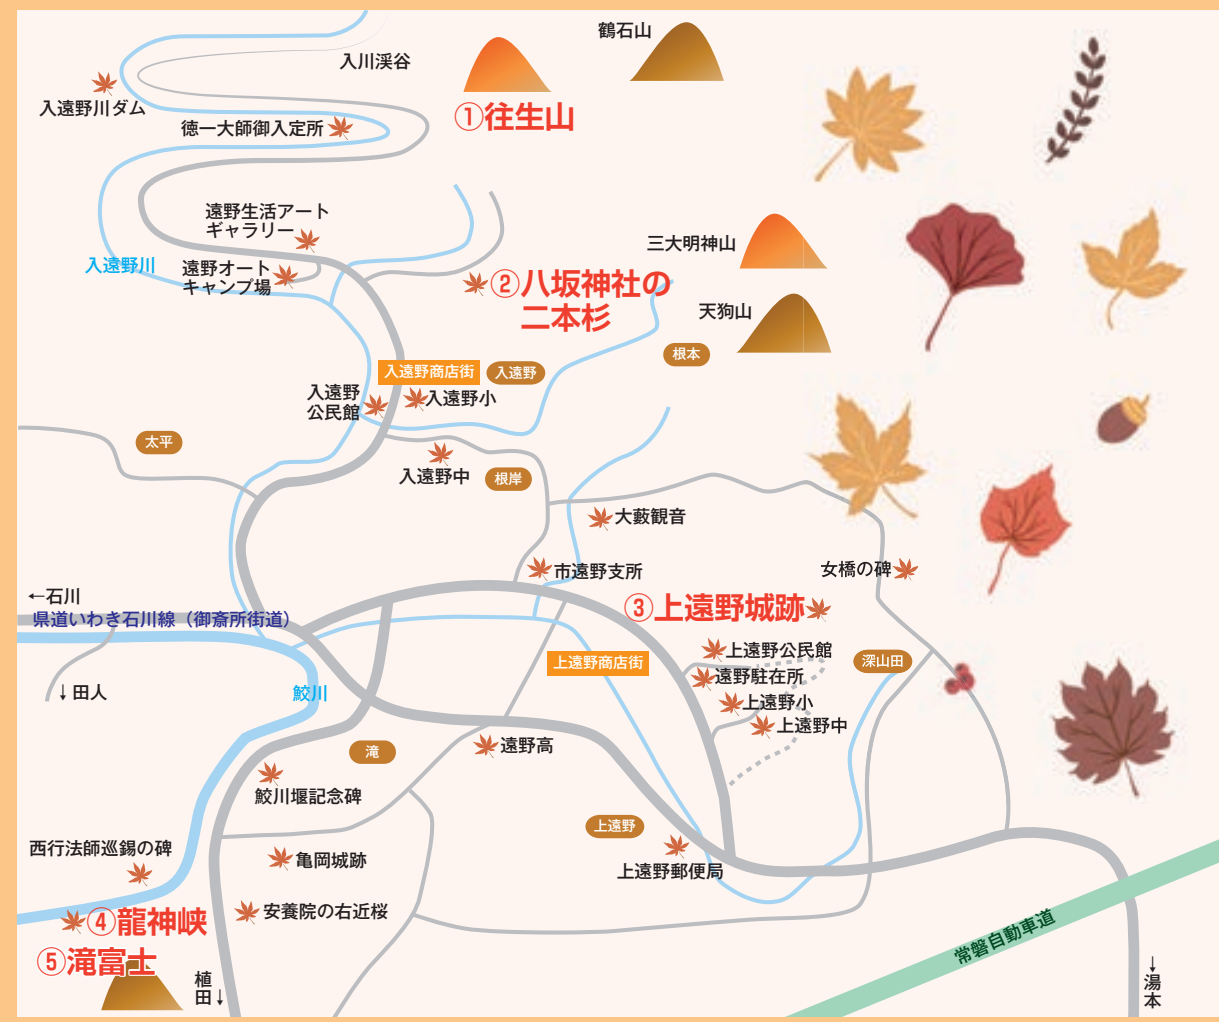 鶴石山
入川渓谷
①往生山
入遠野川ダム
徳一大師御入定所
遠野生活アート
ギャラリー
三大明神山
入遠野川
遠野オート
キャンプ場
②八坂神社の
二本杉
天狗山
根本
入遠野商店街
入遠野
入遠野
公民館
入遠野小
太平
入遠野中
根岸
大藪観音
市遠野支所
女橋の碑
←石川
県道いわき石川線（御斎所街道）
③上遠野城跡
上遠野公民館
上遠野商店街
深山田
遠野駐在所
↓田人
鮫川
上遠野小
上遠野中
遠野高
滝
鮫川堰記念碑
上遠野
西行法師巡錫の碑
亀岡城跡
上遠野郵便局
安養院の右近桜
④龍神峡
常磐自動車道
⑤滝富士
植田↓
↓湯本